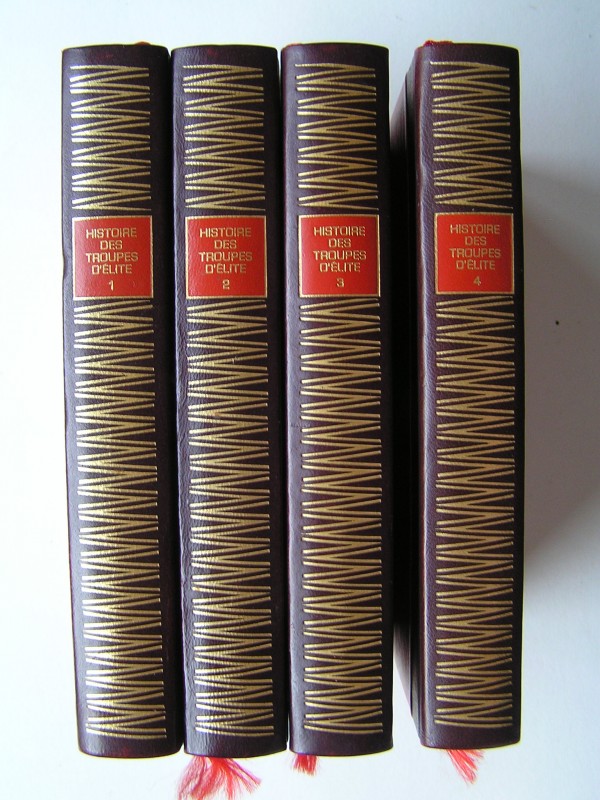 HISTOIRE
DES
TROUPES
D'ÉLITE
1
HISTOIRE
DES
TROUPES
D'ÉLITE
2
HISTOIRE
DES
TROUPES
D'ÉLITE
3
HISTOIRE
DES
TROUPES
D'ÉLITE
4